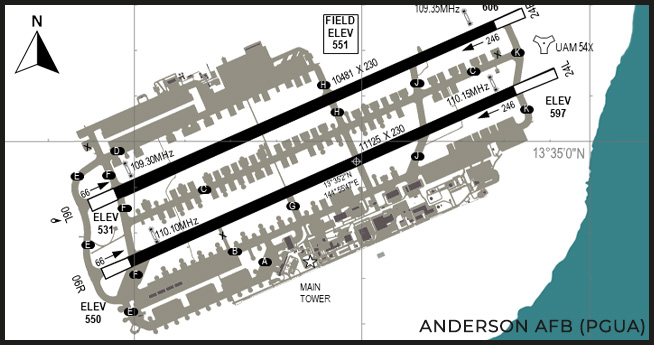 N
109.35MHz
606
24R
FIELD
ELEV
551
246
K
UAM 54X
H
10481 X 230
J
C
110.15MHz
24L
246
K
ELEV
597
H
11125 X 230
D
109.30MHz
J
13°35'0"N
E
F
66
C
13°35'2"N
144°55'47"E
G
F
06L
ELEV
531
110.10MHz
E
B
A
66
F
06R
MAIN
TOWER
ELEV
550
E
ANDERSON AFB (PGUA)